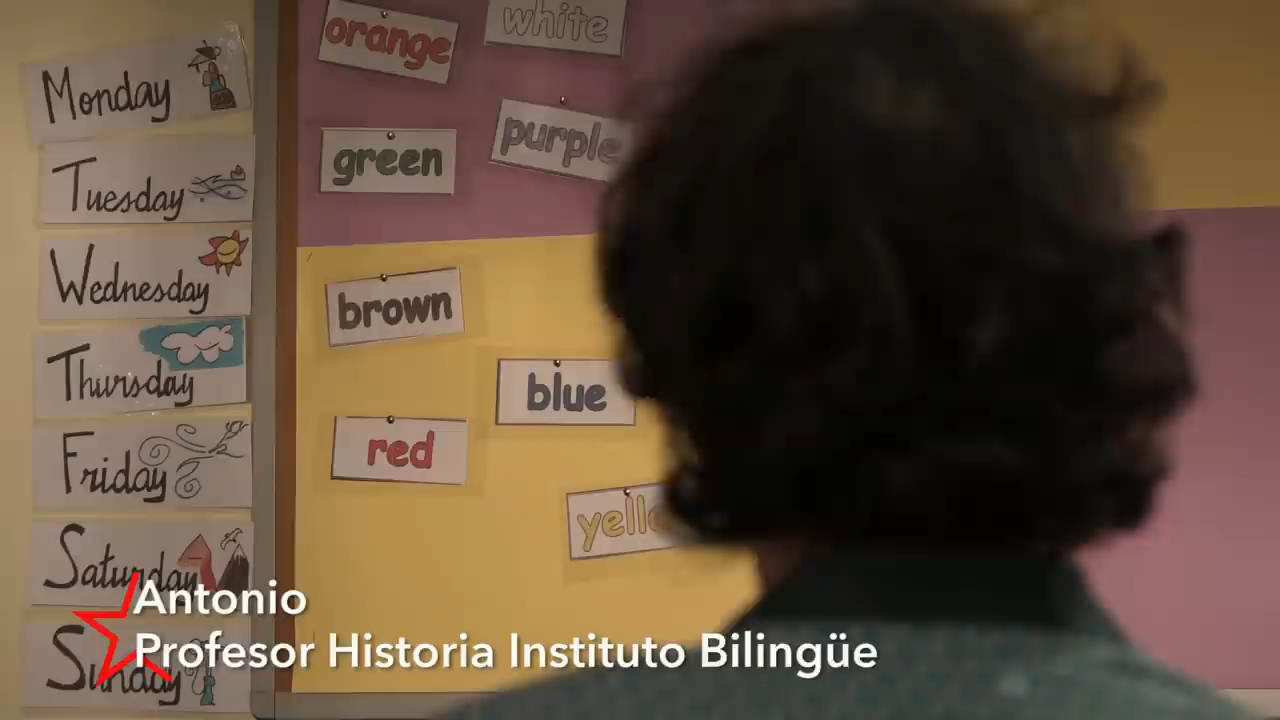 Monday
Tuesday
Wednesday
Thursday
Friday
Saturday
Sunday
orange
white
green
purple
brown
blue
red
yello
Antonio
Profesor Historia Instituto Bilingüe